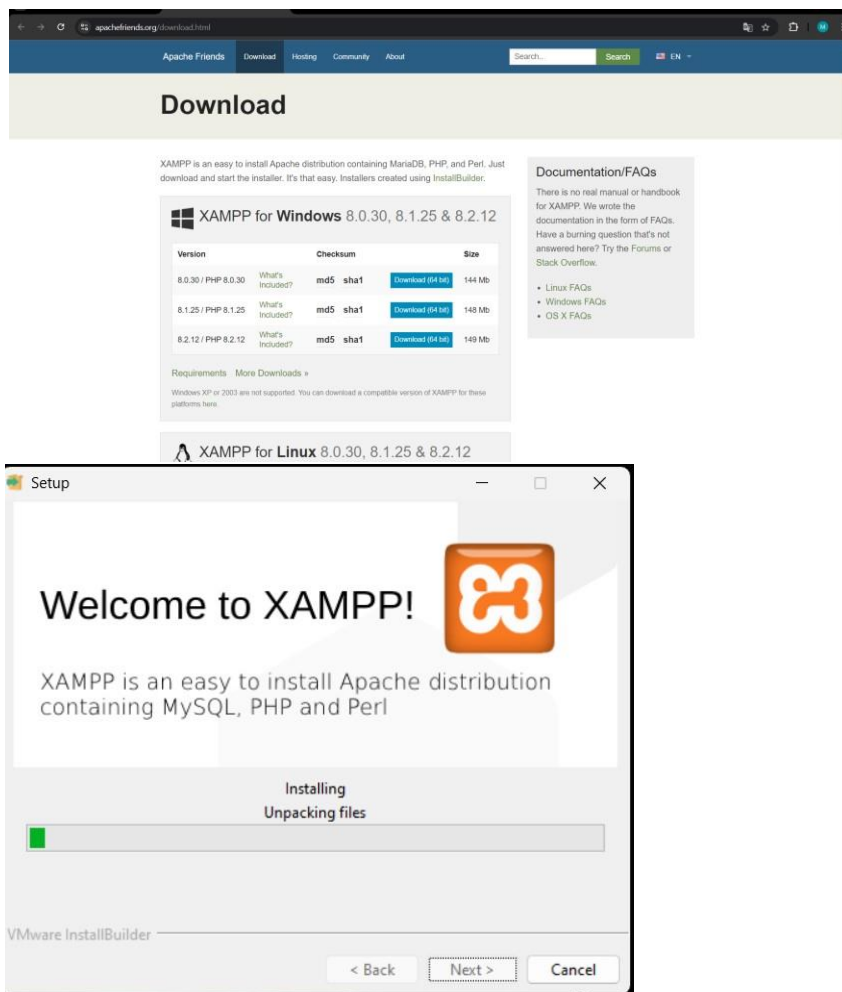 apachefriends.org/download.html
Apache Friends Download Hosting Community About Search... Search EN
Download
XAMPP is an easy to install Apache distribution containing MariaDB, PHP, and Perl. Just
download and start the installer. It's that easy. Installers created using InstallBuilder.
XAMPP for Windows 8.0.30, 8.1.25 & 8.2.12
Version Checksum Size
8.0.30 / PHP 8.0.30 What's Included? md5 sha1 Download (64 bit) 144 Mb
8.1.25 / PHP 8.1.25 What's Included? md5 sha1 Download (64 bit) 148 Mb
8.2.12 / PHP 8.2.12 What's Included? md5 sha1 Download (64 bit) 149 Mb
Requirements More Downloads »
Windows XP or 2003 are not supported. You can download a compatible version of XAMPP for these
platforms here.
XAMPP for Linux 8.0.30, 8.1.25 & 8.2.12
Documentation/FAQs
There is no real manual or handbook
for XAMPP. We wrote the
documentation in the form of FAQs.
Have a burning question that's not
answered here? Try the Forums or
Stack Overflow.
• Linux FAQs
• Windows FAQs
• OS X FAQs
Setup
Welcome to XAMPP!
XAMPP is an easy to install Apache distribution
containing MySQL, PHP and Perl
Installing
Unpacking files
VMware InstallBuilder
< Back Next > Cancel